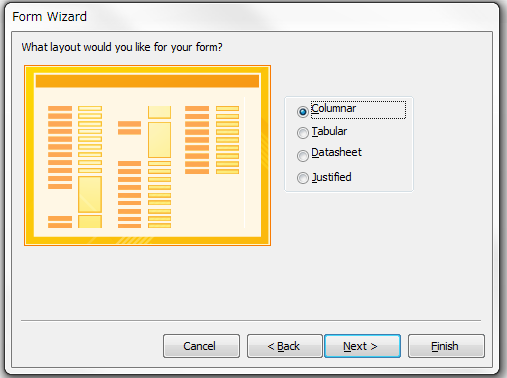 Form Wizard
What layout would you like for your form?
Columnar
Tabular
Datasheet
Justified
Cancel
< Back
Next >
Finish